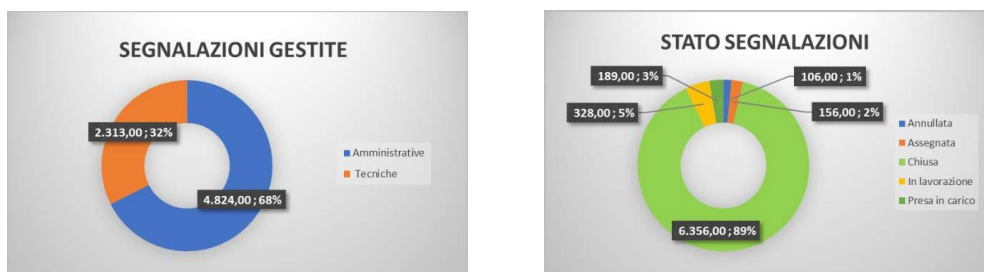 SEGNALAZIONI GESTITE
2.313,00 ; 32%
4.824,00 ; 68%
Amministrative
Tecniche
STATO SEGNALAZIONI
189,00 ; 3%
106,00 ; 1%
328,00 ; 5%
156,00 ; 2%
6.356,00 ; 89%
Annullata
Assegnata
Chiusa
In lavorazione
Presa in carico